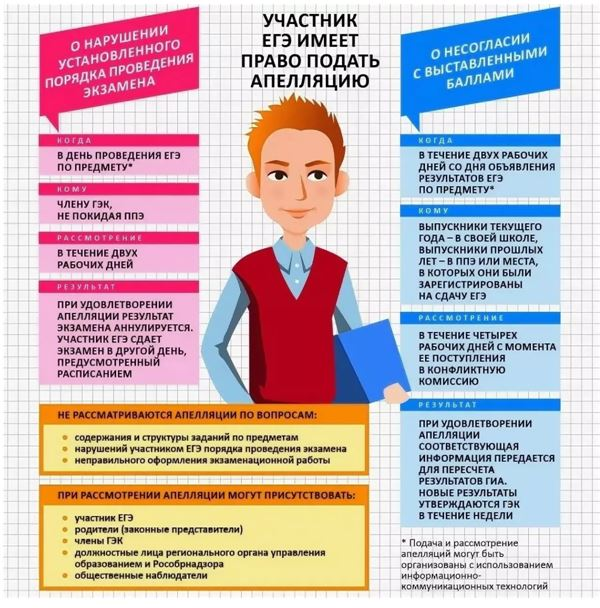 УЧАСТНИК
ЕГЭ ИМЕЕТ
ПРАВО ПОДАТЬ
АПЕЛЛЯЦИЮ
О НАРУШЕНИИ
УСТАНОВЛЕННОГО
ПОРЯДКА ПРОВЕДЕНИЯ
ЭКЗАМЕНА
КОГДА
В ДЕНЬ ПРОВЕДЕНИЯ ЕГЭ
ПО ПРЕДМЕТУ*
КОМУ
ЧЛЕНУ ГЭК,
НЕ ПОКИДАЯ ППЭ
РАССМОТРЕНИЕ
В ТЕЧЕНИЕ ДВУХ
РАБОЧИХ ДНЕЙ
РЕЗУЛЬТАТ
ПРИ УДОВЛЕТВОРЕНИИ
АПЕЛЛЯЦИИ РЕЗУЛЬТАТ
ЭКЗАМЕНА АННУЛИРУЕТСЯ.
УЧАСТНИК ЕГЭ СДАЕТ
ЭКЗАМЕН В ДРУГОЙ ДЕНЬ,
ПРЕДУСМОТРЕННЫЙ
РАСПИСАНИЕМ
О НЕСОГЛАСИИ
С ВЫСТАВЛЕННЫМИ
БАЛЛАМИ
КОГДА
В ТЕЧЕНИЕ ДВУХ РАБОЧИХ
ДНЕЙ СО ДНЯ ОБЪЯВЛЕНИЯ
РЕЗУЛЬТАТОВ ЕГЭ
ПО ПРЕДМЕТУ*
КОМУ
ВЫПУСКНИКИ ТЕКУЩЕГО
ГОДА – В СВОЕЙ ШКОЛЕ,
ВЫПУСКНИКИ ПРОШЛЫХ
ЛЕТ – В ППЭ ИЛИ МЕСТА,
В КОТОРЫХ ОНИ БЫЛИ
ЗАРЕГИСТРИРОВАНЫ
НА СДАЧУ ЕГЭ
РАССМОТРЕНИЕ
В ТЕЧЕНИЕ ЧЕТЫРЕХ
РАБОЧИХ ДНЕЙ С МОМЕНТА
ЕЕ ПОСТУПЛЕНИЯ
В КОНФЛИКТНУЮ
КОМИССИЮ
РЕЗУЛЬТАТ
ПРИ УДОВЛЕТВОРЕНИИ
АПЕЛЛЯЦИИ
СООТВЕТСТВУЮЩАЯ
ИНФОРМАЦИЯ ПЕРЕДАЕТСЯ
ДЛЯ ПЕРЕСЧЕТА
РЕЗУЛЬТАТОВ ГИА.
НОВЫЕ РЕЗУЛЬТАТЫ
УТВЕРЖДАЮТСЯ ГЭК
В ТЕЧЕНИЕ НЕДЕЛИ
НЕ РАССМАТРИВАЮТСЯ АПЕЛЛЯЦИИ ПО ВОПРОСАМ:
содержания и структуры заданий по предметам
нарушений участником ЕГЭ порядка проведения экзамена
неправильного оформления экзаменационной работы
ПРИ РАССМОТРЕНИИ АПЕЛЛЯЦИИ МОГУТ ПРИСУТСТВОВАТЬ:
участник ЕГЭ
родители (законные представители)
члены ГЭК
должностные лица регионального органа управления
образованием и Рособрнадзора
общественные наблюдатели
* Подача и рассмотрение
апелляций могут быть
организованы с использованием
информационно-
коммуникационных технологий